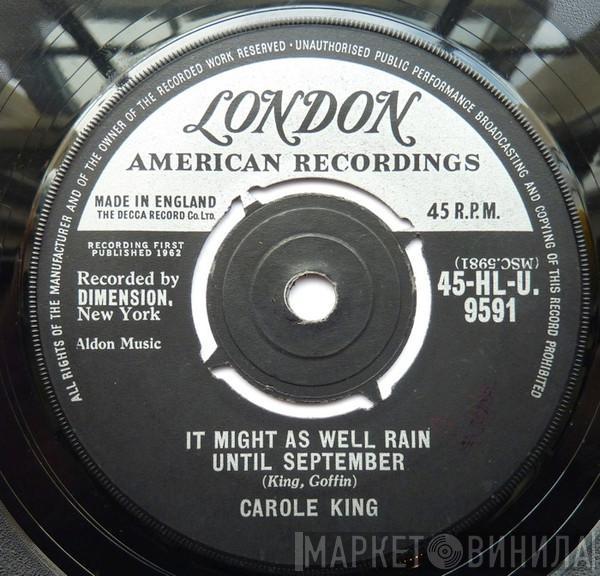 ALL RIGHTS OF THE MANUFACTURER AND OF THE OWNER OF THE RECORDED WORK RESERVED · UNAUTHORISED PUBLIC PERFORMANCE BROADCASTING AND COPYING OF THIS RECORD PROHIBITED
LONDON
AMERICAN RECORDINGS
MADE IN ENGLAND
THE DECCA RECORD CO. LTD.
45 R.P.M.
RECORDING FIRST
PUBLISHED 1962
Recorded by
DIMENSION,
New York
Aldon Music
(MSC.5981)
45-HL-U.
9591
IT MIGHT AS WELL RAIN
UNTIL SEPTEMBER
(King, Goffin)
CAROLE KING
МАРКЕТ ВИНИЛА